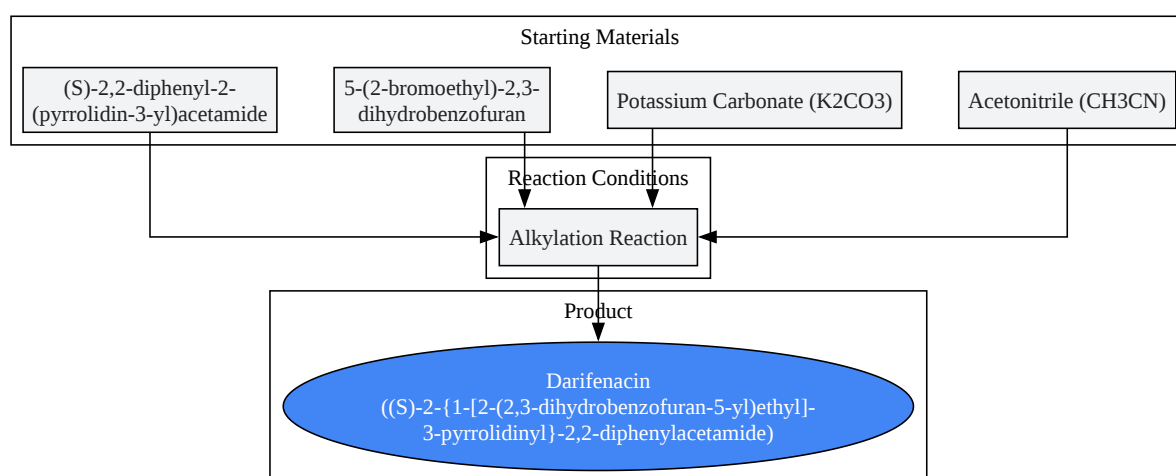 Starting Materials
(S)-2,2-diphenyl-2-
(pyrrolidin-3-yl)acetamide
5-(2-bromoethyl)-2,3-
dihydrobenzofuran
Potassium Carbonate (K2CO3)
Acetonitrile (CH3CN)
Reaction Conditions
Alkylation Reaction
Product
Darifenacin
((S)-2-{1-[2-(2,3-dihydrobenzofuran-5-yl)ethyl]-
3-pyrrolidinyl}-2,2-diphenylacetamide)